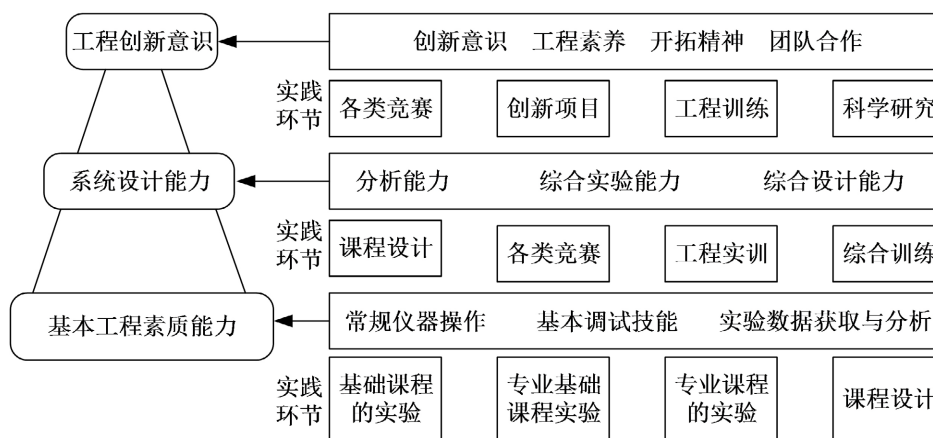 工程创新意识
创新意识 工程素养 开拓精神 团队合作
实践
环节
各类竞赛
创新项目
工程训练
科学研究
系统设计能力
分析能力 综合实验能力 综合设计能力
实践
环节
课程设计
各类竞赛
工程实训
综合训练
基本工程素质能力
常规仪器操作 基本调试技能 实验数据获取与分析
实践
环节
基础课程
的实验
专业基础
课程实验
专业课程
的实验
课程设计